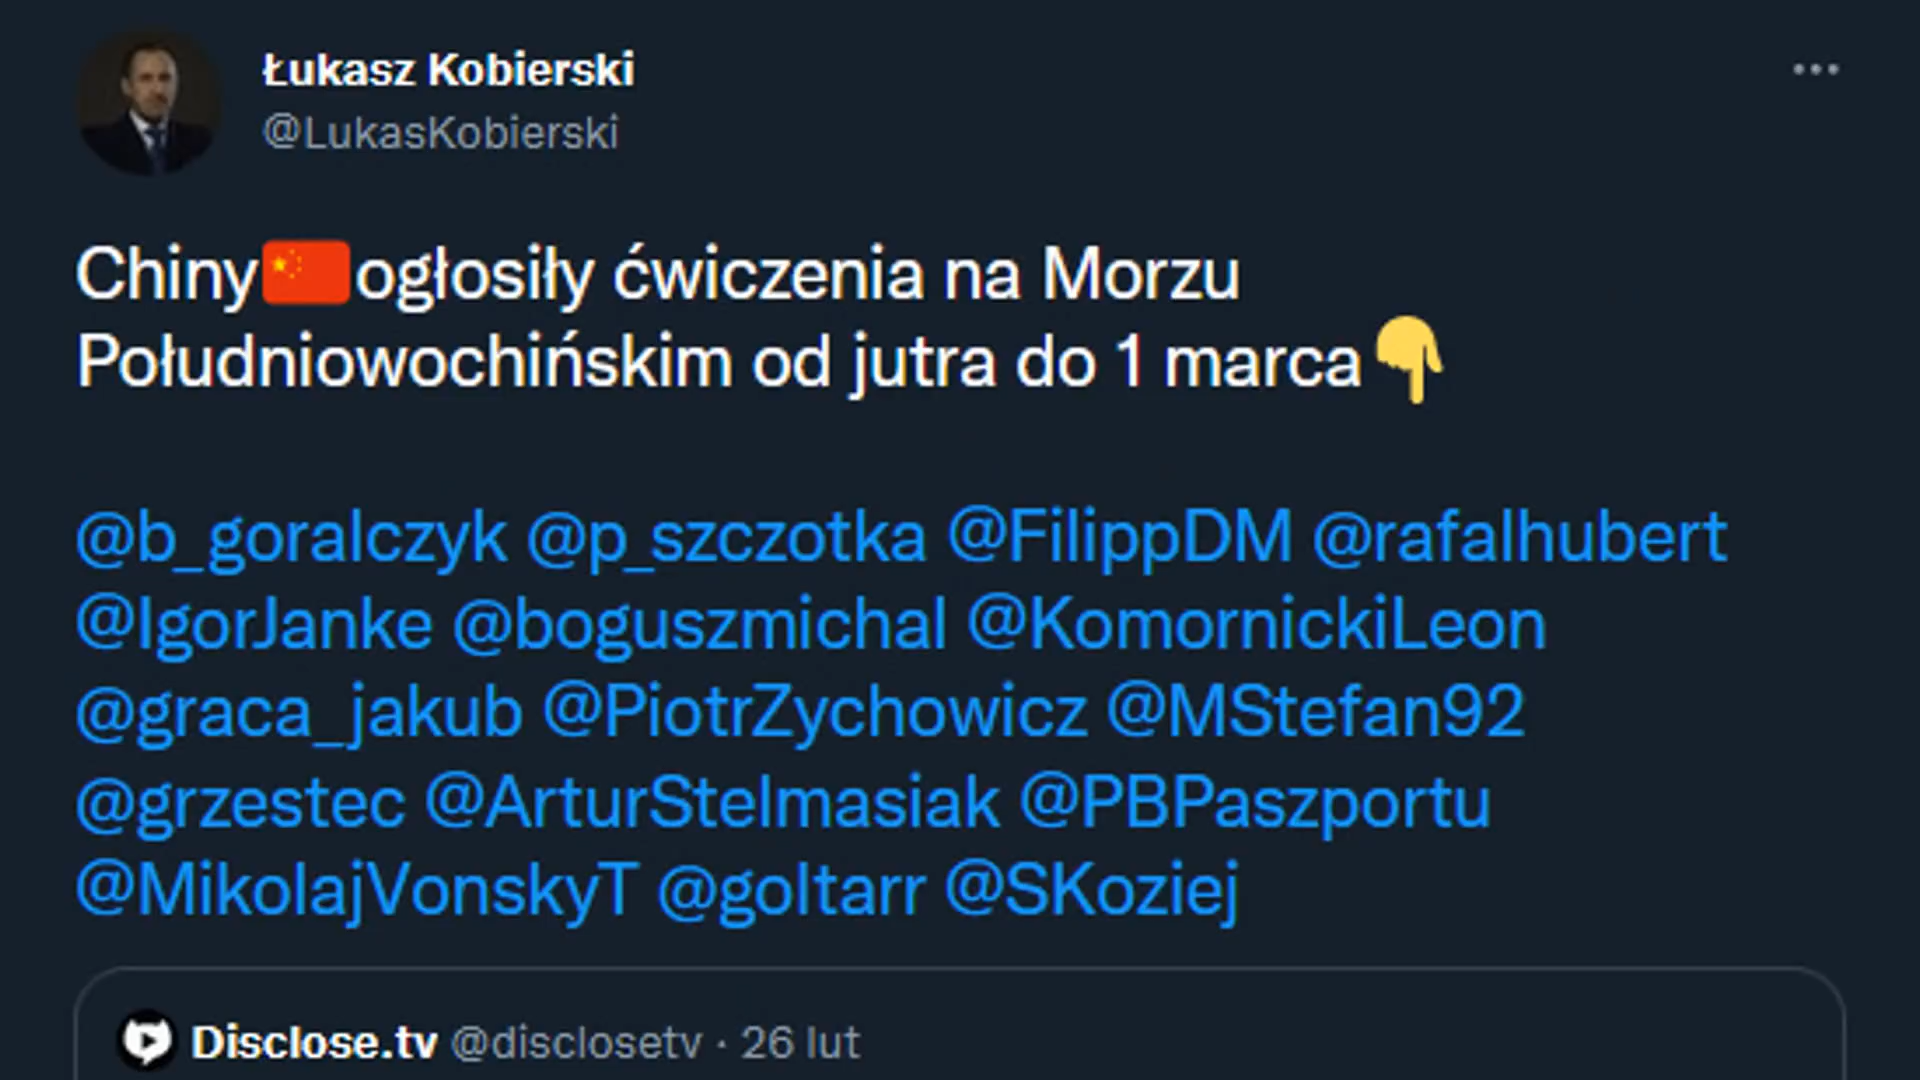 Łukasz Kobierski
@LukasKobierski
Chiny🇨🇳ogłosiły ćwiczenia na Morzu
Południowochińskim od jutra do 1 marca👇
@b_goralczyk @p_szczotka @FilippDM @rafalhubert
@IgorJanke @boguszmichal @KomornickiLeon
@graca_jakub @PiotrZychowicz @MStefan92
@grzestec @ArturStelmasiak @PBPaszportu
@MikolajVonskyT @goltarr @SKoziej
Disclose.tv @disclosetv · 26 lut